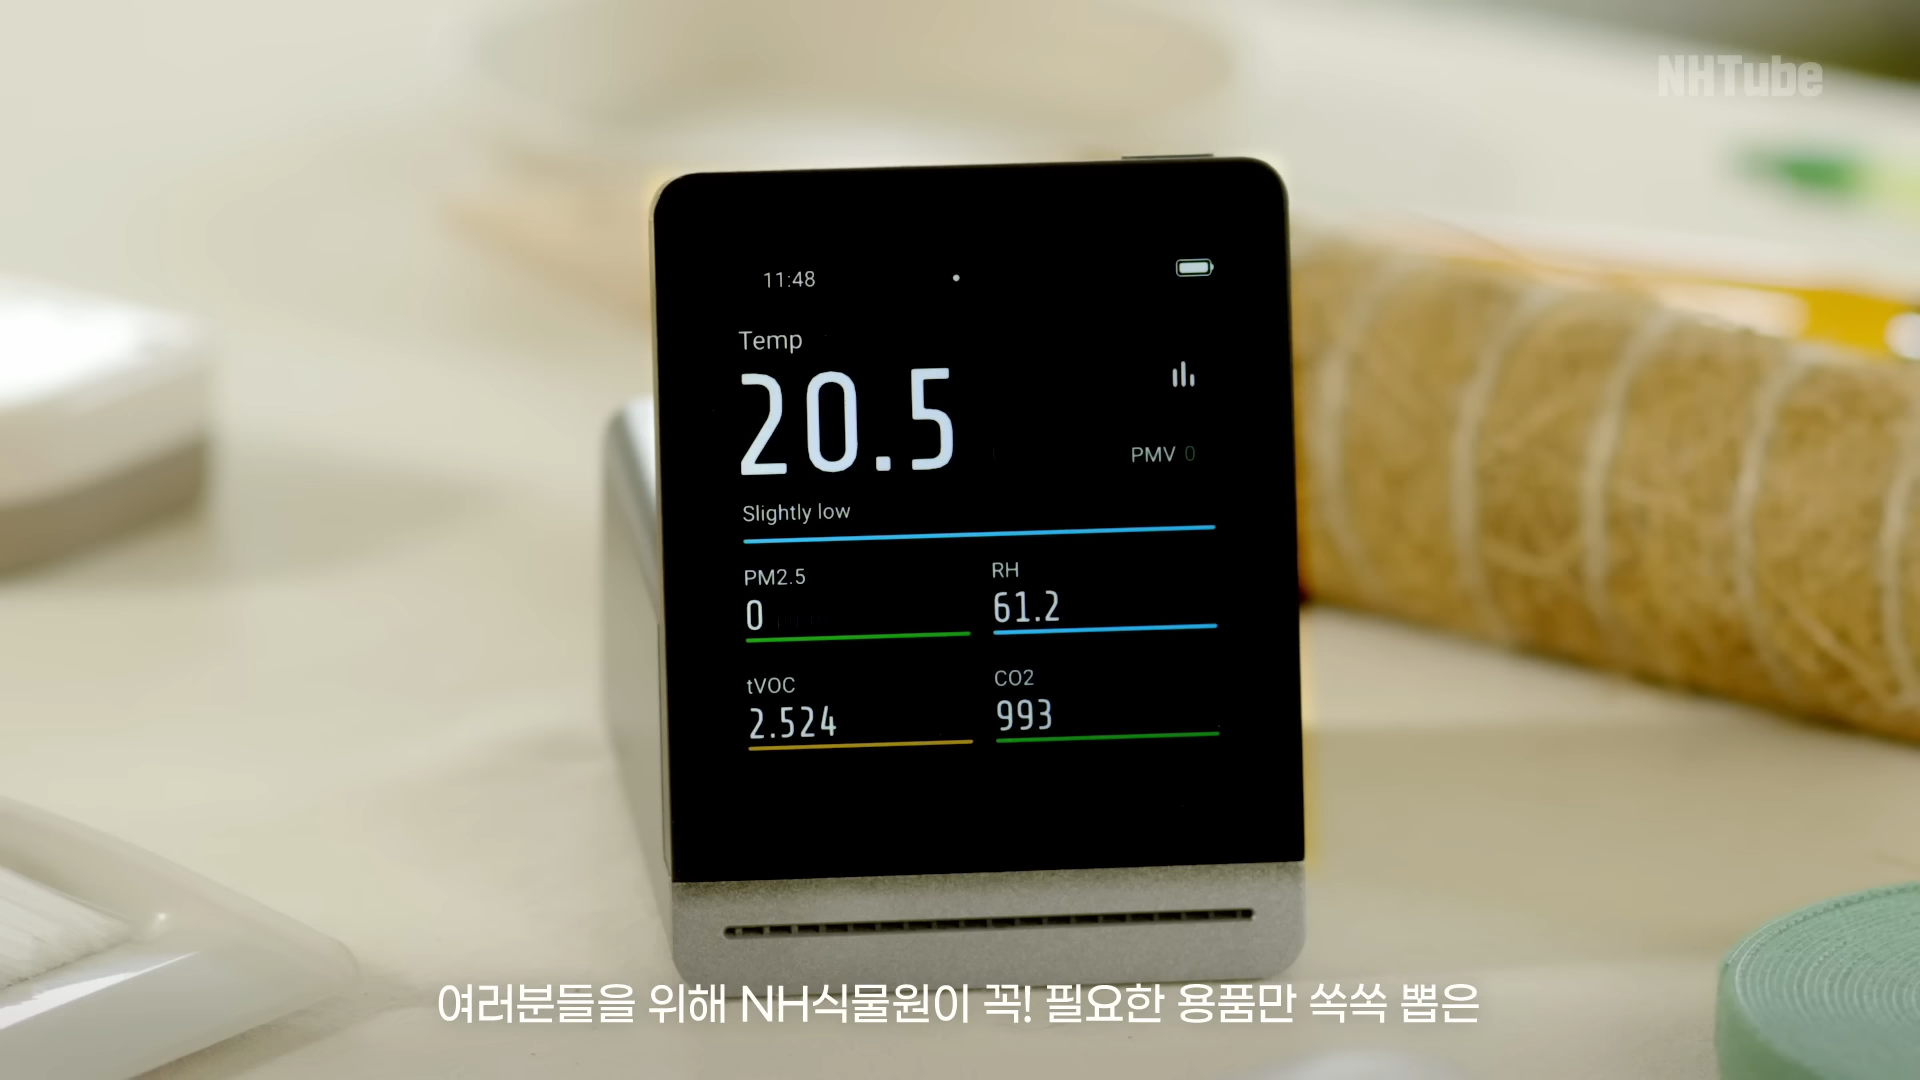 NHTube
11:48
Temp
20.5
PMV 0
Slightly low
PM2.5
0
RH
61.2
tVOC
2.524
CO2
993
여러분들을 위해 NH식물원이 꼭! 필요한 용품만 쏙쏙 뽑은